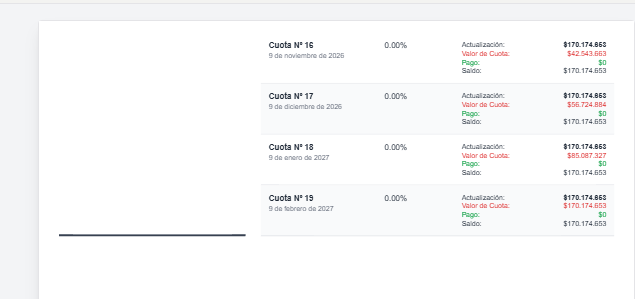 Cuota Nº 16 0.00% Actualización: $170.174.653
9 de noviembre de 2026 Valor de Cuota: $42.543.663
Pago: $0
Saldo: $170.174.653
Cuota Nº 17 0.00% Actualización: $170.174.653
9 de diciembre de 2026 Valor de Cuota: $56.724.884
Pago: $0
Saldo: $170.174.653
Cuota Nº 18 0.00% Actualización: $170.174.653
9 de enero de 2027 Valor de Cuota: $85.087.327
Pago: $0
Saldo: $170.174.653
Cuota Nº 19 0.00% Actualización: $170.174.653
9 de febrero de 2027 Valor de Cuota: $170.174.653
Pago: $0
Saldo: $170.174.653